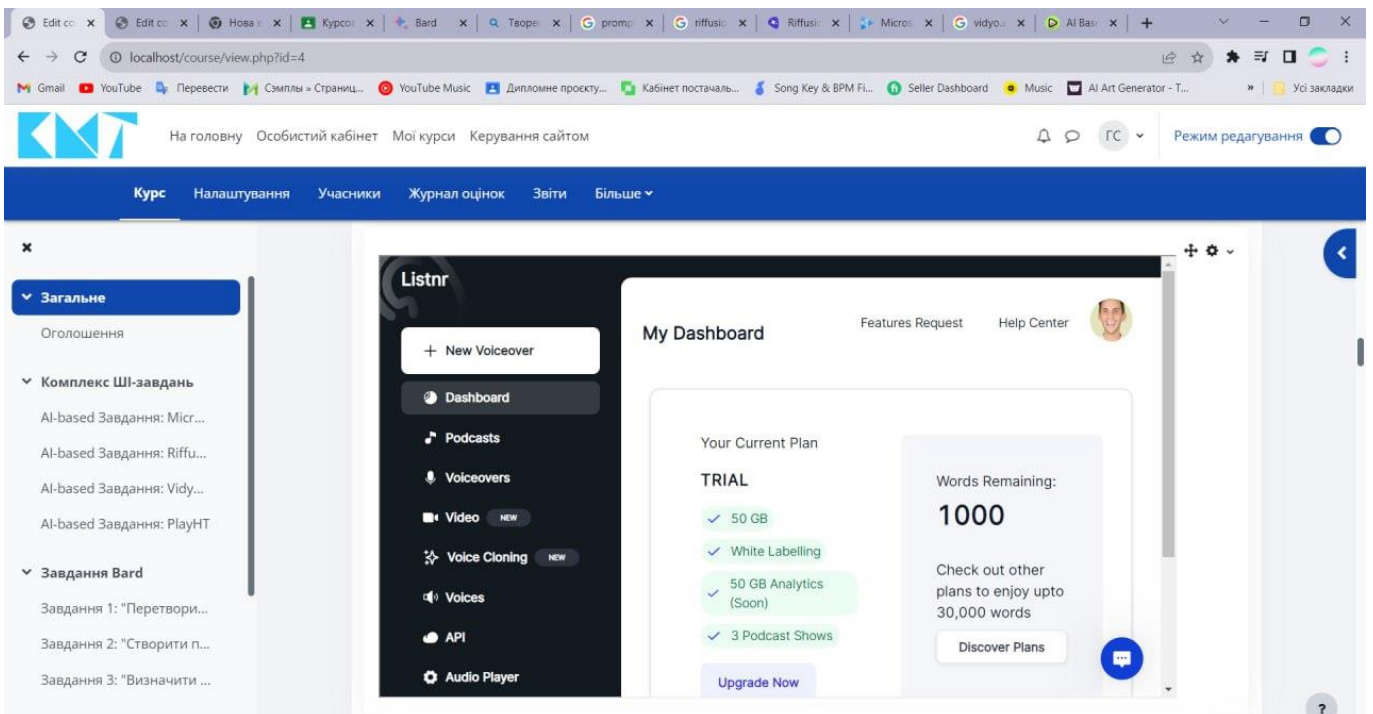 Edit co
Edit co
Нова
Курсо
Bard
Творе
promp
riffusio
Riffusio
Micros
vidyo.
AI Bas
localhost/course/view.php?id=4
Gmail YouTube Перевести Сэмплы » Страниц... YouTube Music Дипломне проєкту... Кабінет постачаль... Song Key & BPM Fi... Seller Dashboard Music AI Art Generator - T... » Усі закладки
KMT На головну Особистий кабінет Мої курси Керування сайтом ГС Режим редагування
Курс Налаштування Учасники Журнал оцінок Звіти Більше
Загальне
Оголошення
Комплекс ШІ-завдань
AI-based Завдання: Micr...
AI-based Завдання: Riffu...
AI-based Завдання: Vidy...
AI-based Завдання: PlayHT
Завдання Bard
Завдання 1: "Перетвори...
Завдання 2: "Створити п...
Завдання 3: "Визначити ...
Listnr
+ New Voiceover
Dashboard
Podcasts
Voiceovers
Video NEW
Voice Cloning NEW
Voices
API
Audio Player
My Dashboard
Features Request Help Center
Your Current Plan
TRIAL
50 GB
White Labelling
50 GB Analytics
(Soon)
3 Podcast Shows
Upgrade Now
Words Remaining:
1000
Check out other
plans to enjoy upto
30,000 words
Discover Plans
?